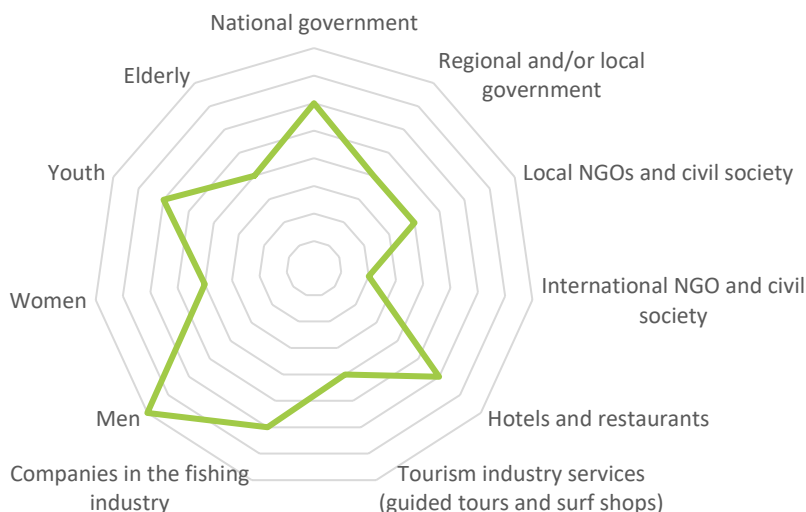 National government
Regional and/or local
government
Local NGOs and civil society
International NGO and civil
society
Hotels and restaurants
Tourism industry services
(guided tours and surf shops)
Companies in the fishing
industry
Men
Women
Youth
Elderly